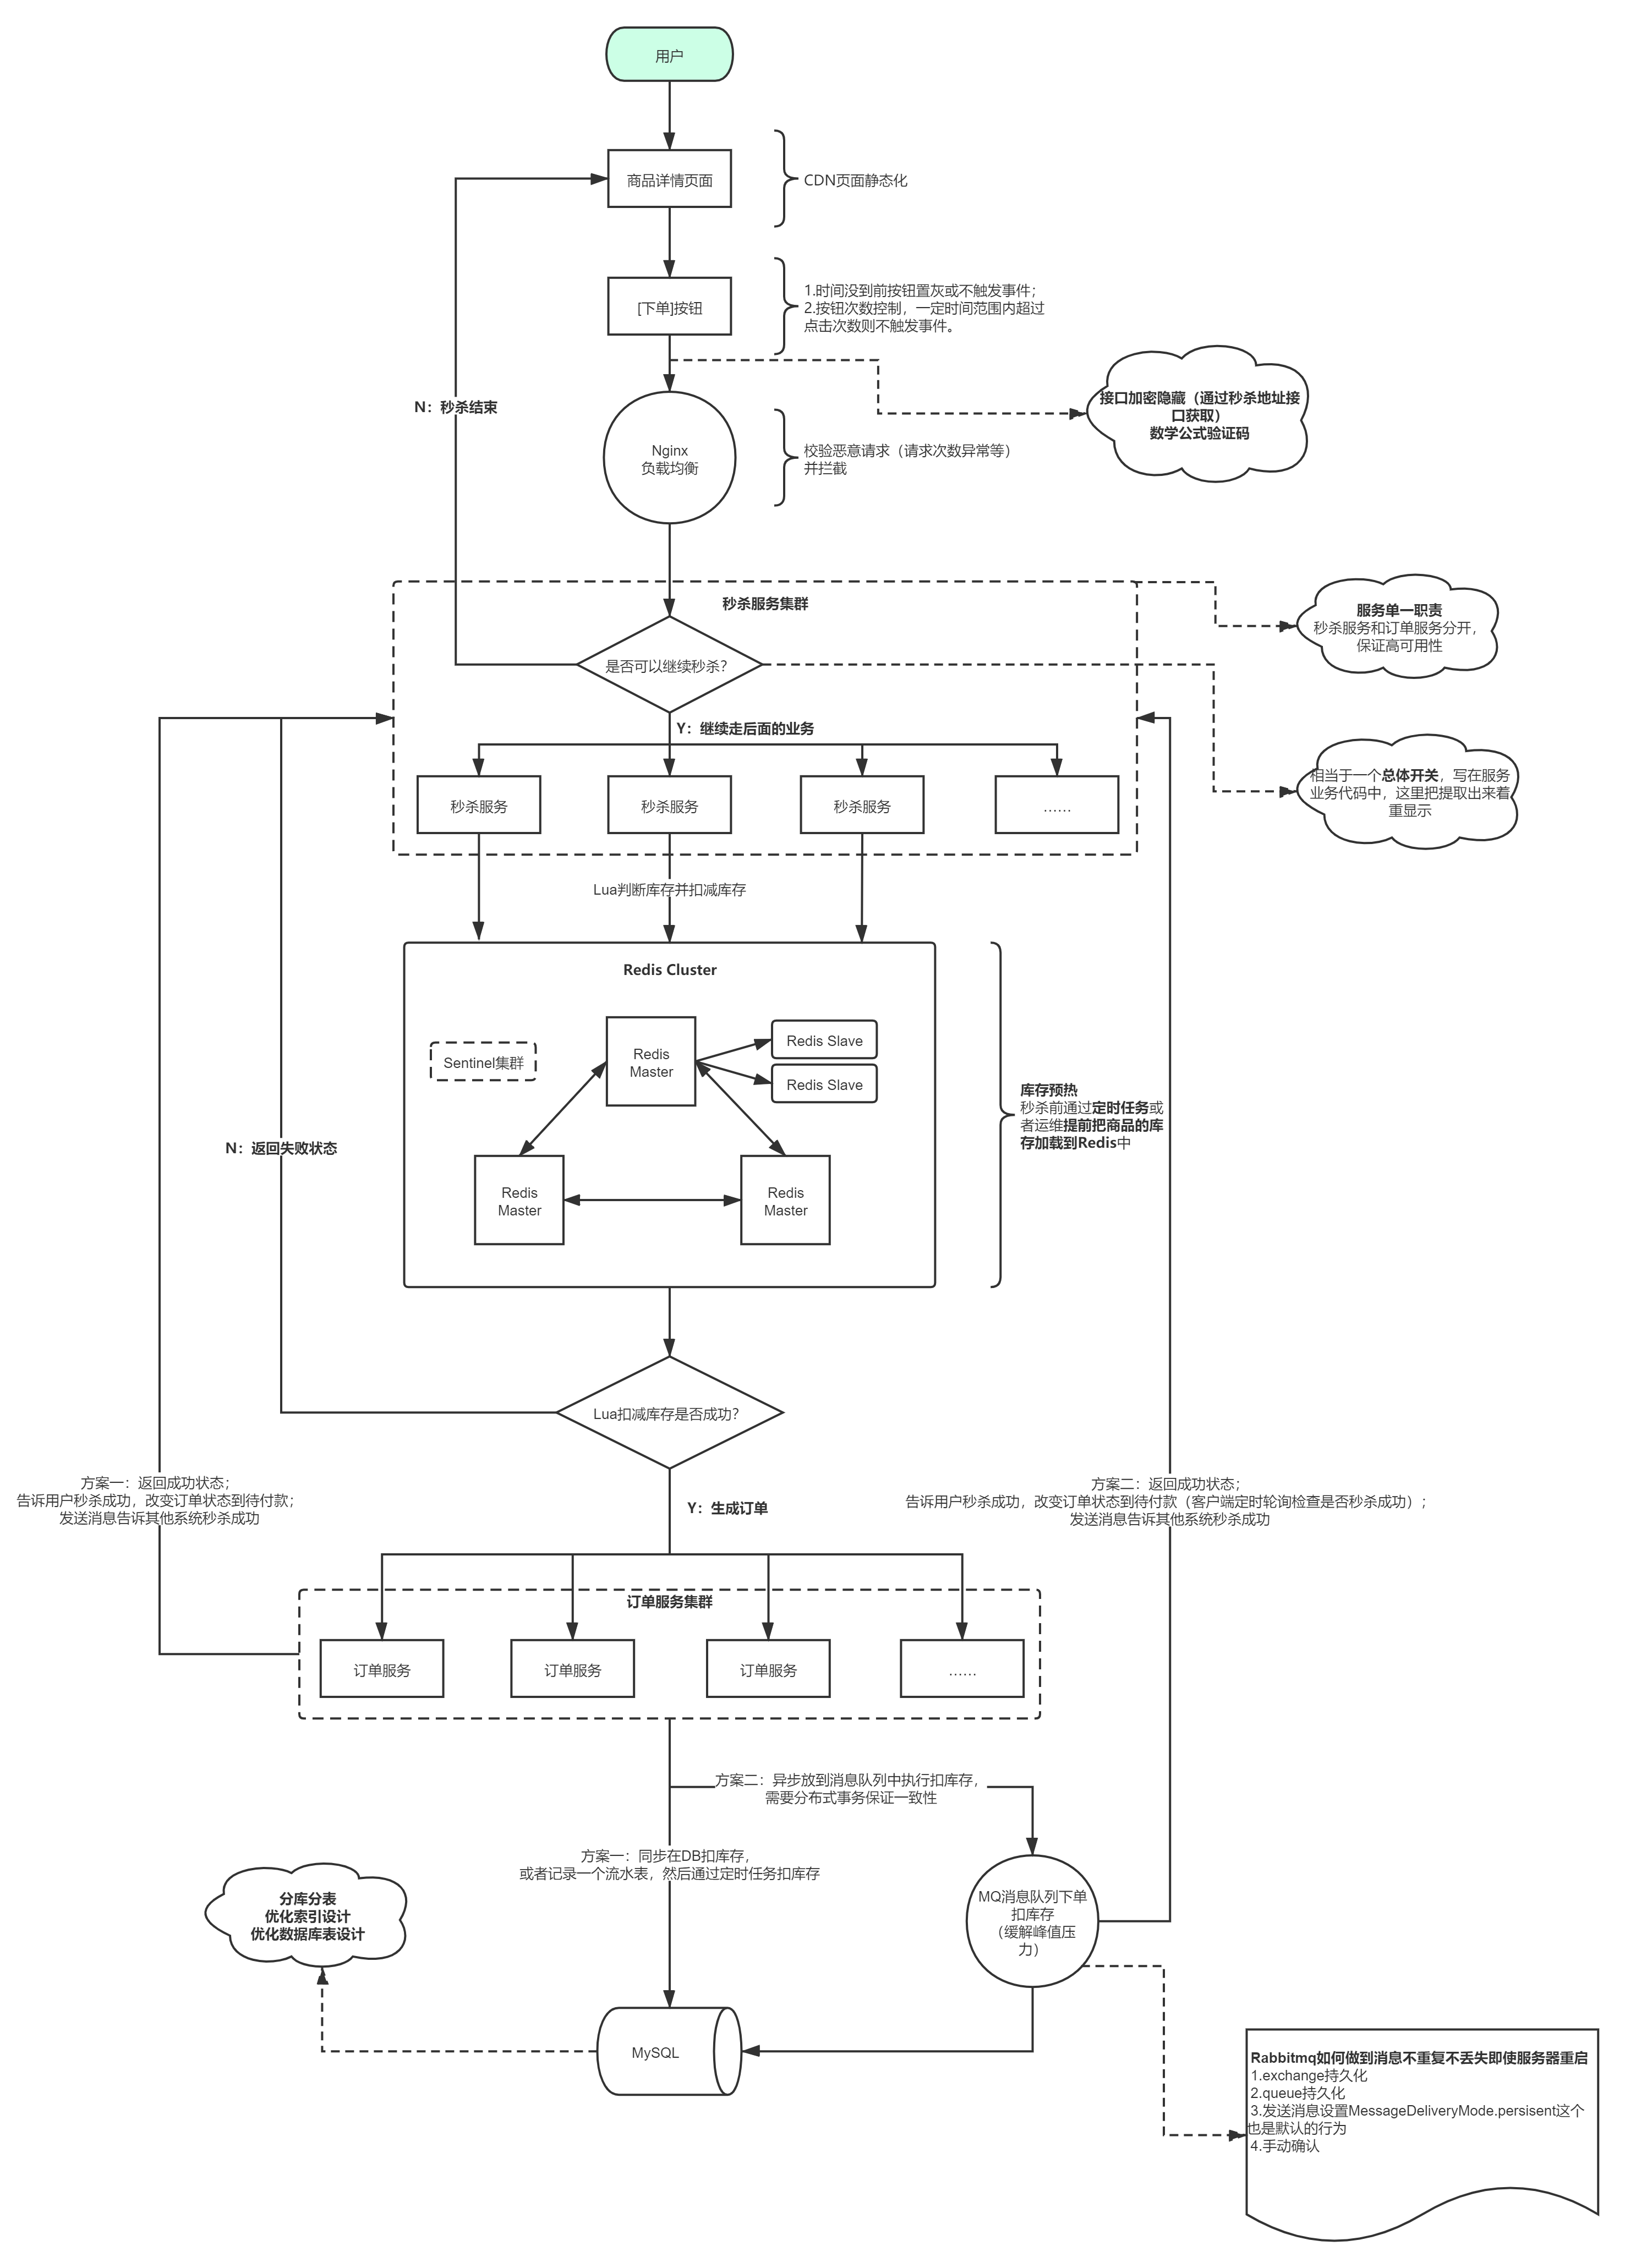 用户
商品详情页面
CDN页面静态化
[下单]按钮
1.时间没到前按钮置灰或不触发事件；
2.按钮次数控制，一定时间范围内超过
点击次数则不触发事件。
接口加密隐藏（通过秒杀地址接
口获取）
数学公式验证码
N：秒杀结束
Nginx
负载均衡
校验恶意请求（请求次数异常等）
并拦截
秒杀服务集群
服务单一职责
秒杀服务和订单服务分开，
保证高可用性
是否可以继续秒杀？
Y：继续走后面的业务
相当于一个总体开关，写在服务
业务代码中，这里把提取出来着
重显示
秒杀服务
秒杀服务
秒杀服务
……
Lua判断库存并扣减库存
Redis Cluster
Sentinel集群
Redis
Master
Redis Slave
Redis Slave
Redis
Master
Redis
Master
库存预热
秒杀前通过定时任务或
者运维提前把商品的库
存加载到Redis中
N：返回失败状态
Lua扣减库存是否成功？
方案一：返回成功状态；
告诉用户秒杀成功，改变订单状态到待付款；
发送消息告诉其他系统秒杀成功
Y：生成订单
方案二：返回成功状态；
告诉用户秒杀成功，改变订单状态到待付款（客户端定时轮询检查是否秒杀成功）；
发送消息告诉其他系统秒杀成功
订单服务集群
订单服务
订单服务
订单服务
……
方案二：异步放到消息队列中执行扣库存，
需要分布式事务保证一致性
方案一：同步在DB扣库存，
或者记录一个流水表，然后通过定时任务扣库存
分库分表
优化索引设计
优化数据库表设计
MQ消息队列下单
扣库存
（缓解峰值压
力）
MySQL
Rabbitmq如何做到消息不重复不丢失即使服务器重启
1.exchange持久化
2.queue持久化
3.发送消息设置MessageDeliveryMode.persisent这个
也是默认的行为
4.手动确认